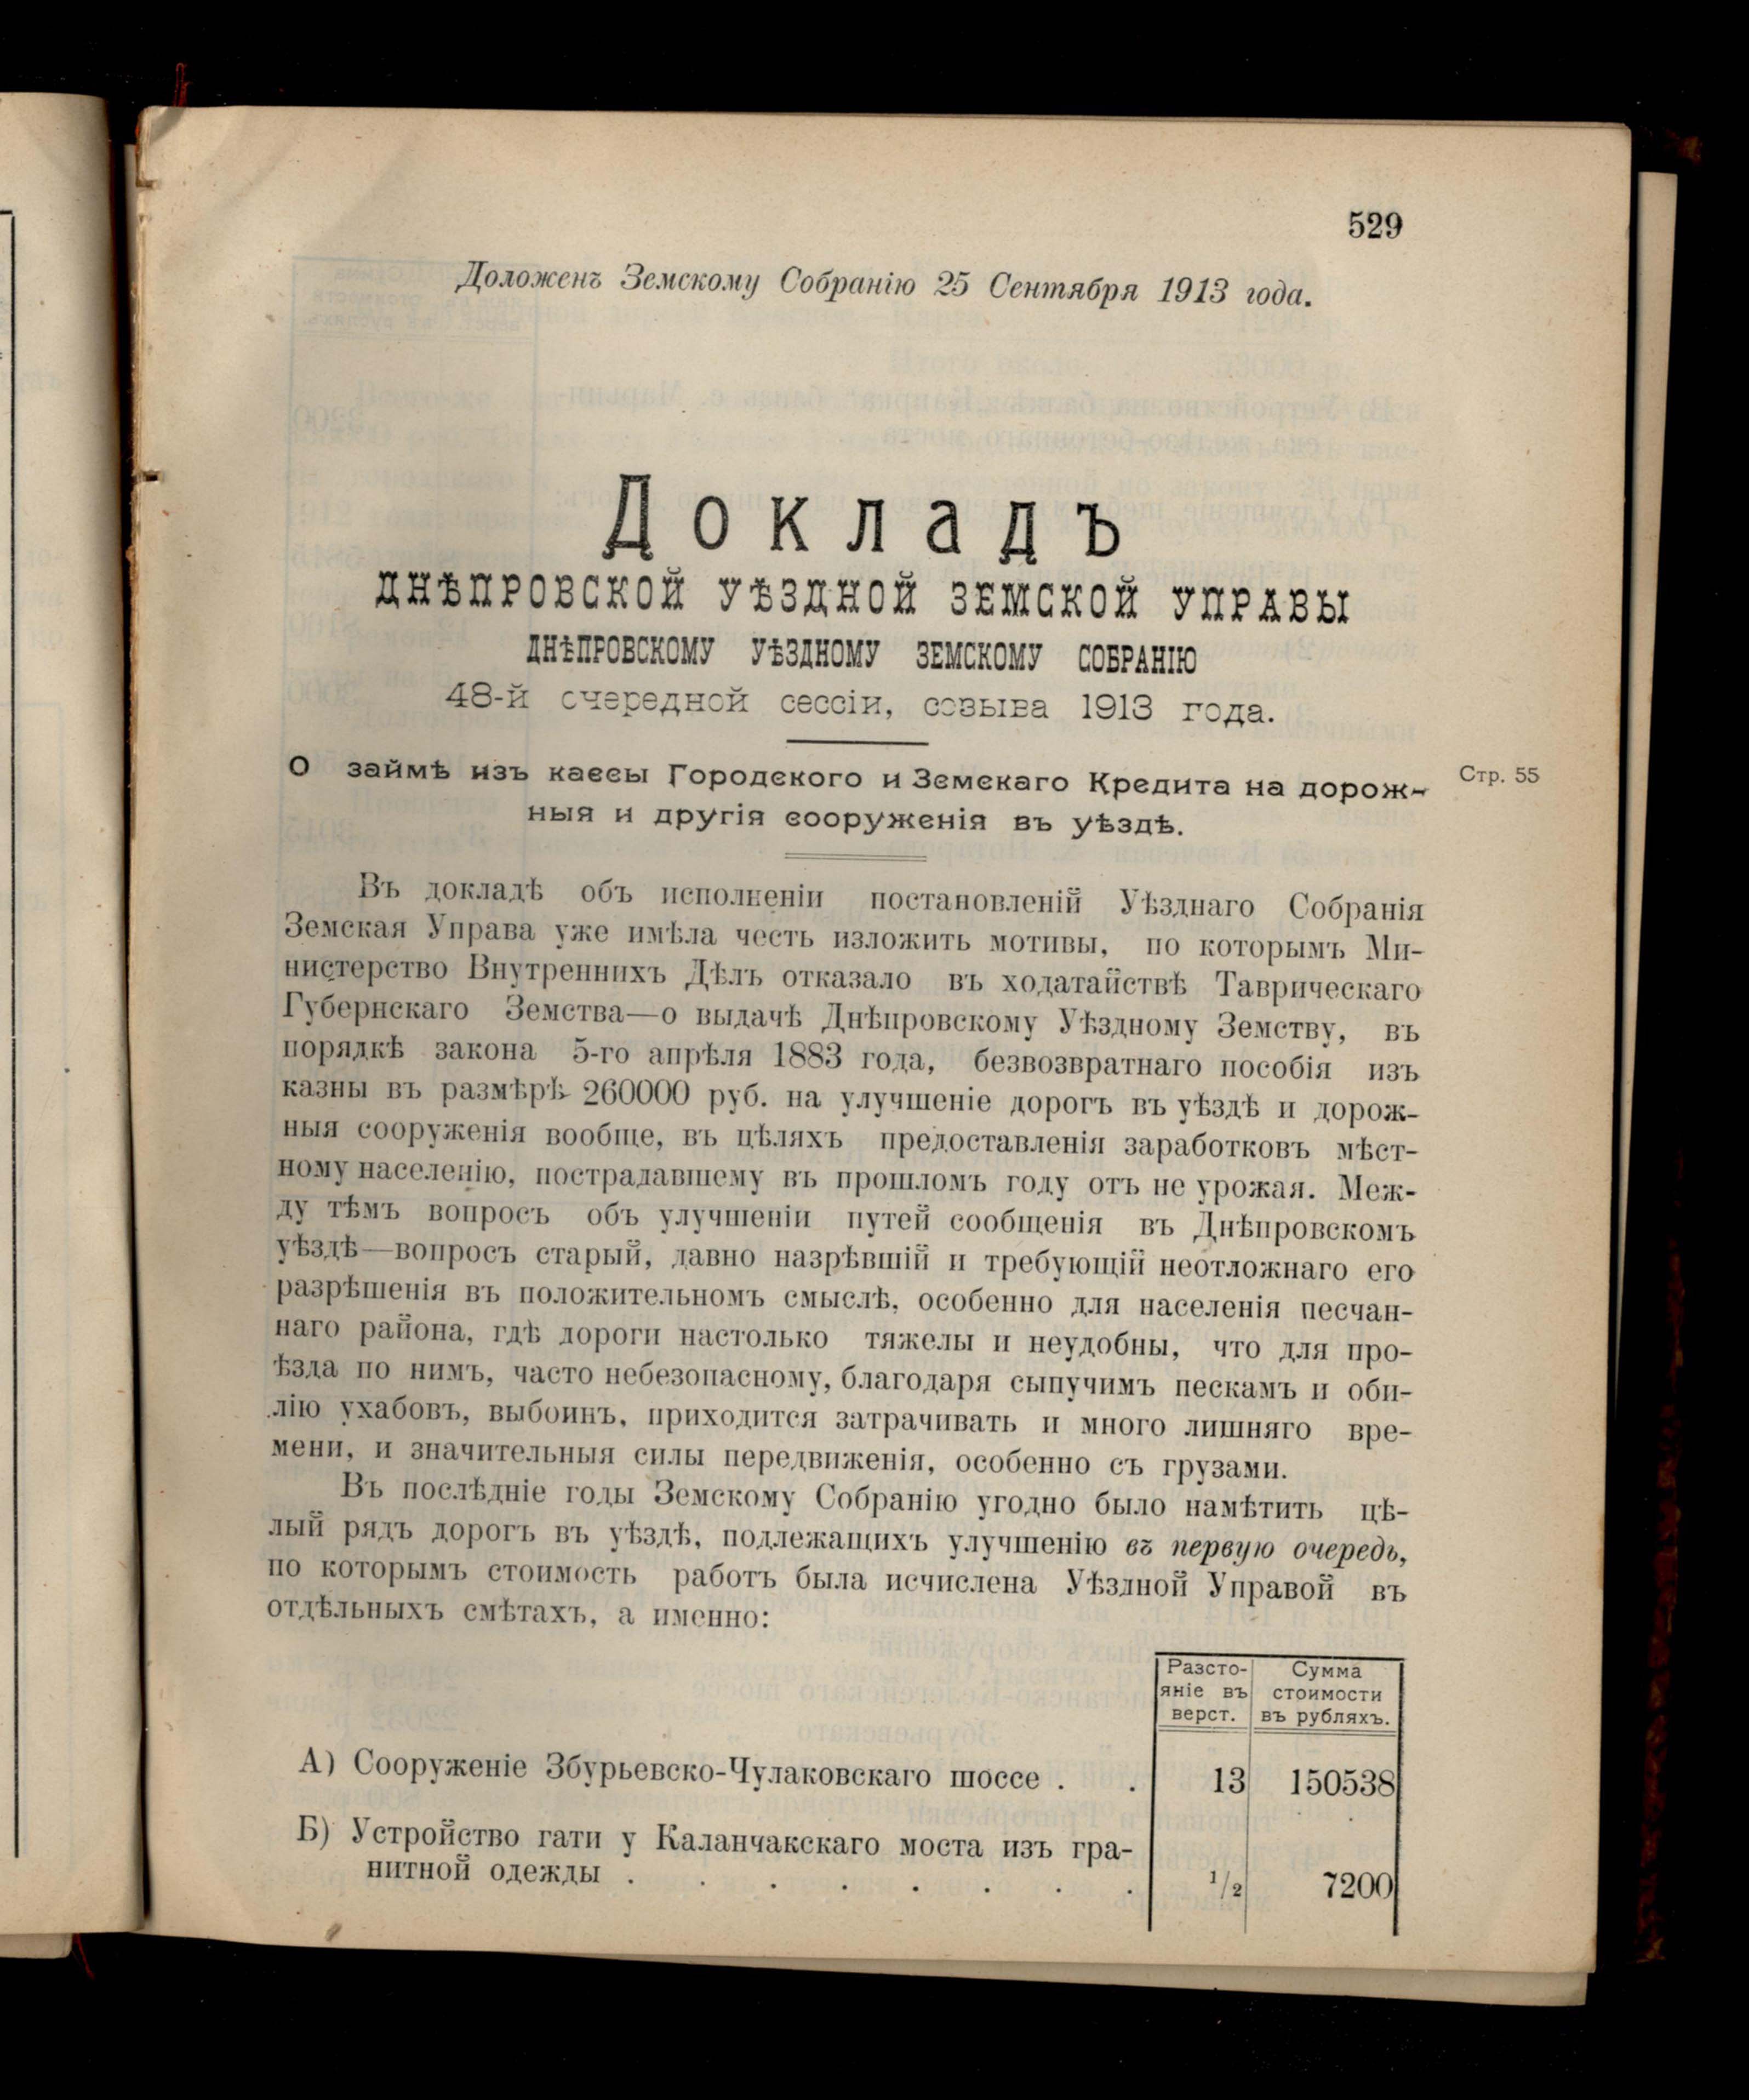 529
Доложенъ Земскому Собранію 25 Сентября 1913 года.
Докладъ
ДНѢПРОВСКОЙ УѢЗДНОЙ ЗЕМСКОЙ УПРАВЫ
ДНѢПРОВСКОМУ УѢЗДНОМУ ЗЕМСКОМУ СОБРАНІЮ
48-й очередной сессіи, созыва 1913 года.
О займѣ изъ кассы Городского и Земскаго Кредита на дорож-
Стр. 55
ныя и другія сооруженія въ уѣздѣ.
Въ докладѣ объ исполненіи постановленій Уѣзднаго Собранія
Земская Управа уже имѣла честь изложить мотивы, по которымъ Ми-
нистерство Внутреннихъ Дѣлъ отказало въ ходатайствѣ Таврическаго
Губернскаго Земства—о выдачѣ Днѣпровскому Уѣздному Земству, въ
порядкѣ закона 5-го апрѣля 1883 года, безвозвратнаго пособія изъ
казны въ размѣрѣ 260000 руб. на улучшеніе дорогъ въ уѣздѣ и дорож-
ныя сооруженія вообще, въ цѣляхъ предоставленія заработковъ мѣст-
ному населенію, пострадавшему въ прошломъ году отъ не урожая. Меж-
ду тѣмъ вопросъ объ улучшеніи путей сообщенія въ Днѣпровскомъ
уѣздѣ—вопросъ старый, давно назрѣвшій и требующій неотложнаго его
разрѣшенія въ положительномъ смыслѣ, особенно для населенія песчан-
наго района, гдѣ дороги настолько тяжелы и неудобны, что для про-
ѣзда по нимъ, часто небезопасному, благодаря сыпучимъ пескамъ и оби-
лію ухабовъ, выбоинъ, приходится затрачивать и много лишняго вре-
мени, и значительныя силы передвиженія, особенно съ грузами.
Въ послѣдніе годы Земскому Собранію угодно было намѣтить цѣ-
лый рядъ дорогъ въ уѣздѣ, подлежащихъ улучшенію въ первую очередь,
по которымъ стоимость работъ была исчислена Уѣздной Управой въ
отдѣльныхъ смѣтахъ, а именно:
Разсто-
яніе въ
верст.
Сумма
стоимости
въ рубляхъ.
А) Сооруженіе Збурьевско-Чулаковскаго шоссе . . 13 150538
Б) Устройство гати у Каланчакскаго моста изъ гра-
нитной одежды . . . . . . . . 1/2 7200